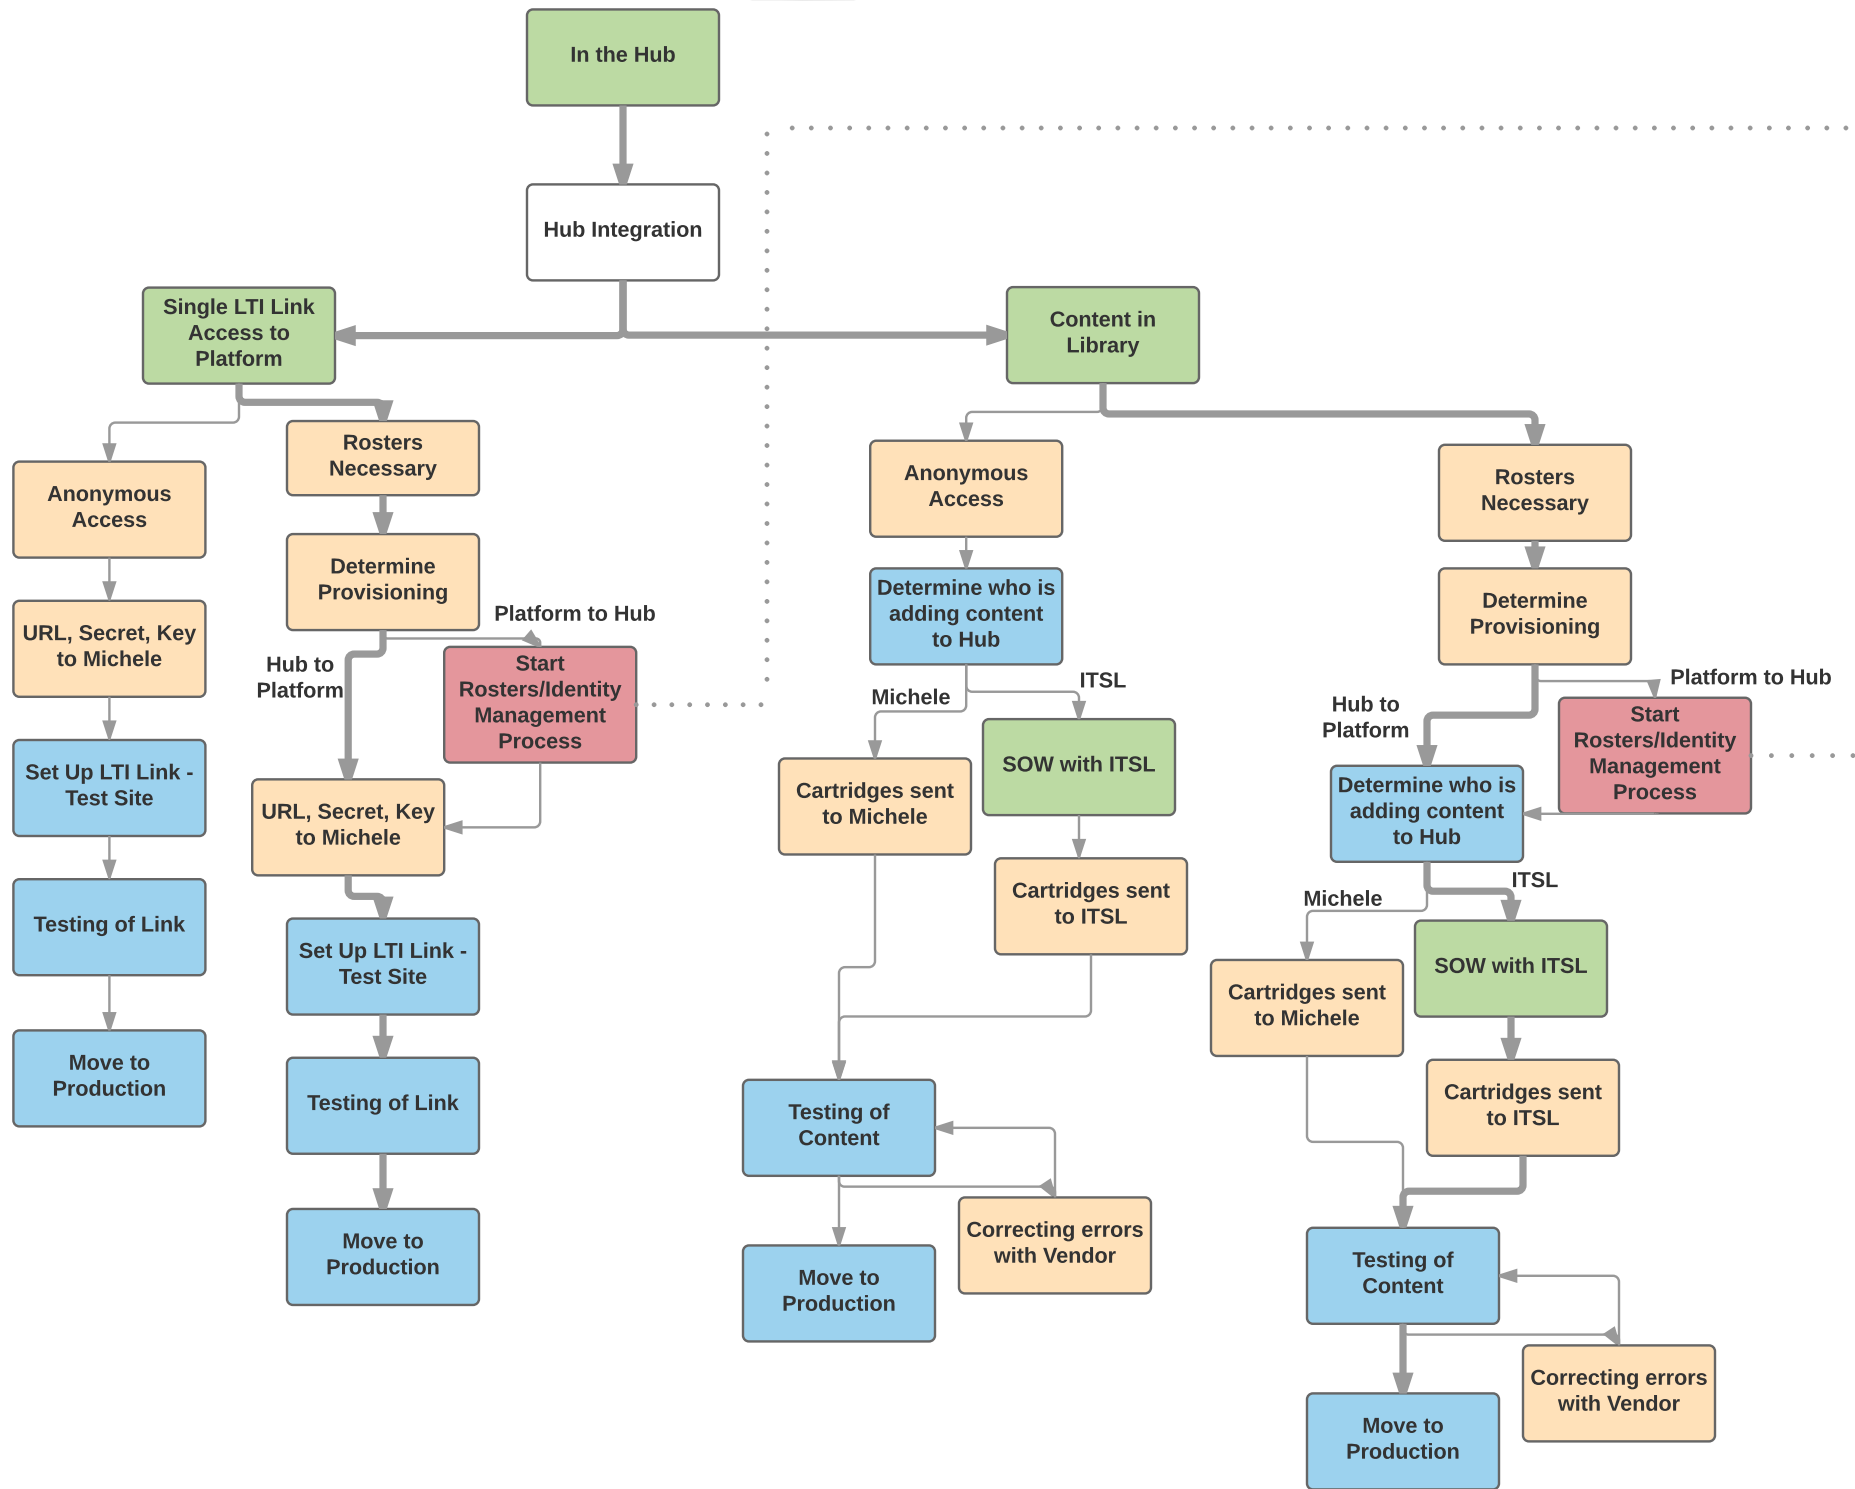 In the Hub
Hub Integration
Single LTI Link
Access to
Platform
Content in
Library
Anonymous
Access
URL, Secret, Key
to Michele
Set Up LTI Link -
Test Site
Testing of Link
Move to
Production
Rosters
Necessary
Determine
Provisioning
Platform to Hub
Hub to
Platform
Start
Rosters/Identity
Management
Process
URL, Secret, Key
to Michele
Set Up LTI Link -
Test Site
Testing of Link
Move to
Production
Anonymous
Access
Determine who is
adding content
to Hub
Michele
ITSL
Cartridges sent
to Michele
SOW with ITSL
Cartridges sent
to ITSL
Testing of
Content
Correcting errors
with Vendor
Move to
Production
Rosters
Necessary
Determine
Provisioning
Platform to Hub
Hub to
Platform
Start
Rosters/Identity
Management
Process
Determine who is
adding content
to Hub
ITSL
Michele
SOW with ITSL
Cartridges sent
to Michele
Cartridges sent
to ITSL
Testing of
Content
Correcting errors
with Vendor
Move to
Production